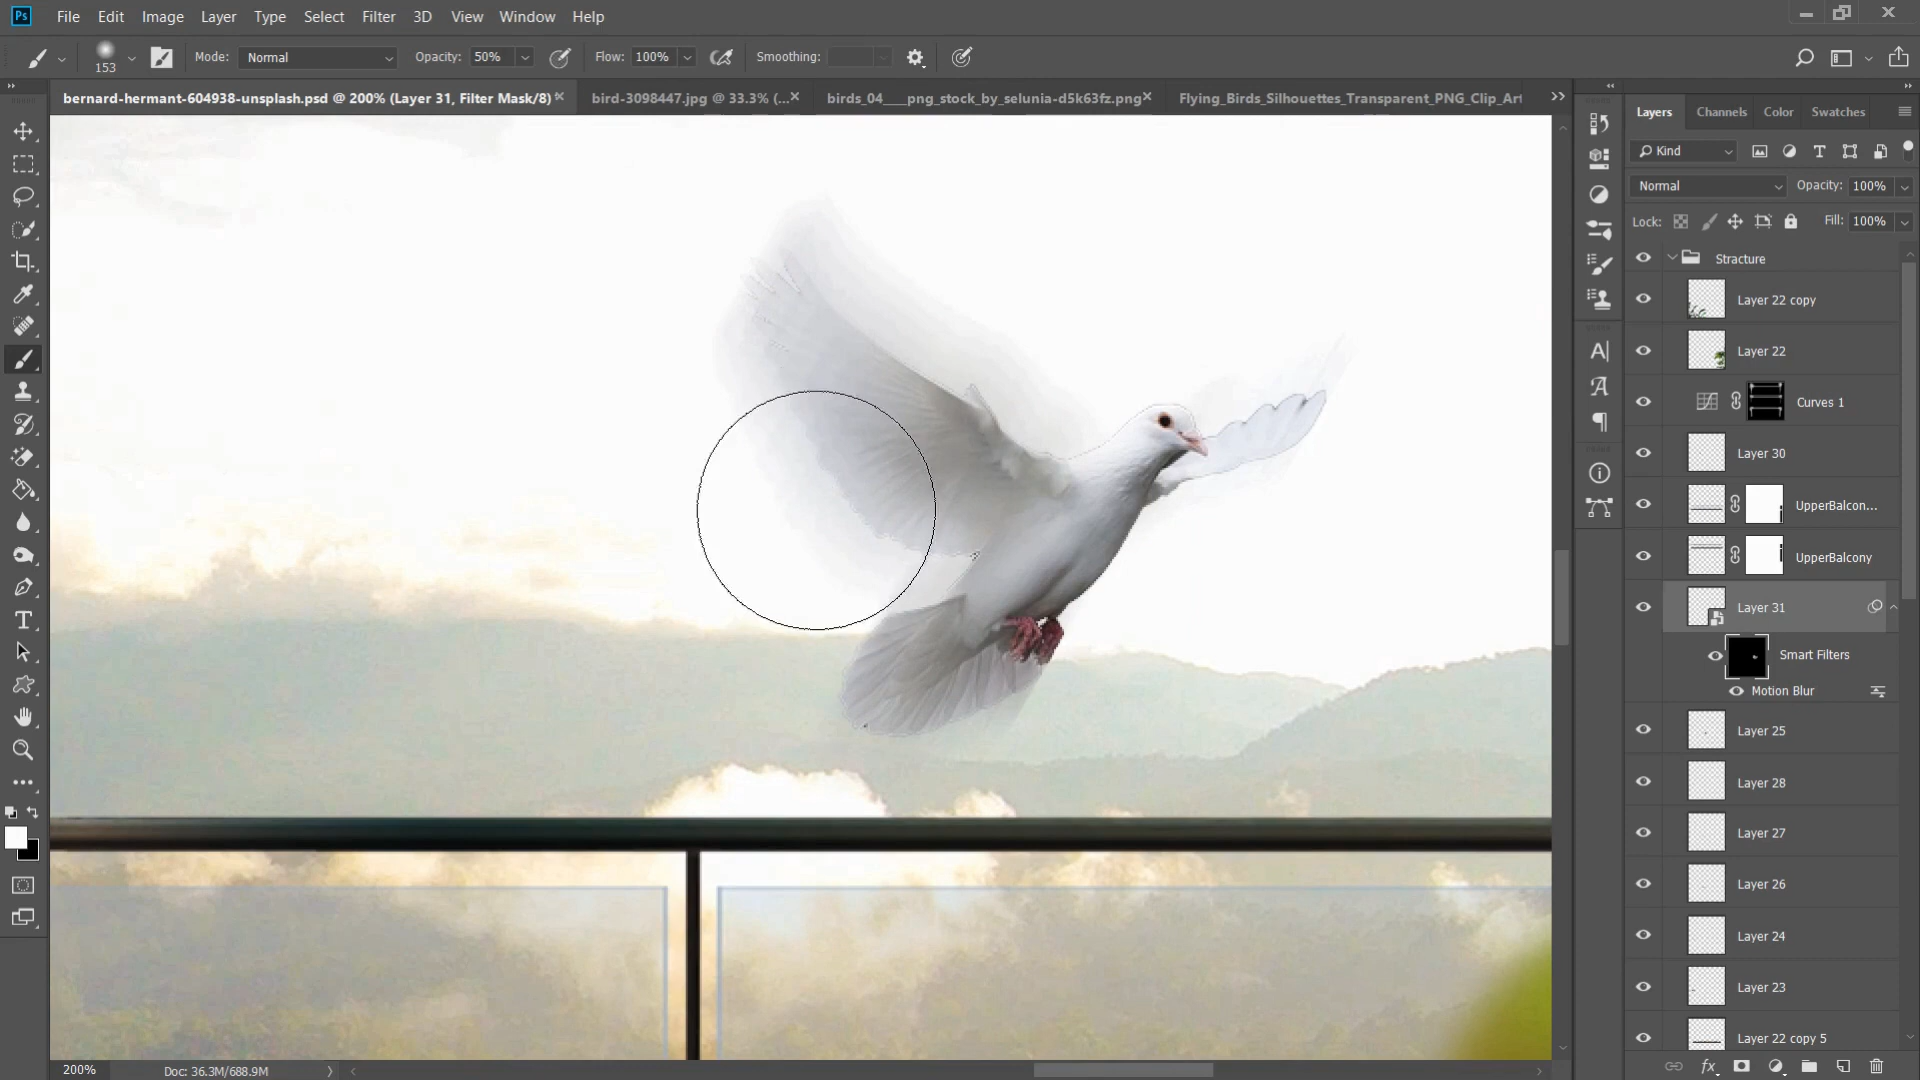 Ps File Edit Image Layer Type Select Filter 3D View Window Help
153 Mode: Normal Opacity: 50% Flow: 100% Smoothing:
bernard-hermant-604938-unsplash.psd @ 200% (Layer 31, Filter Mask/8) bird-3098447.jpg @ 33.3% (... birds_04___png_stock_by_selunia-d5k63fz.png Flying_Birds_Silhouettes_Transparent_PNG_Clip_Art
Layers Channels Color Swatches
Kind
Normal Opacity: 100%
Lock: Fill: 100%
Stracture
Layer 22 copy
Layer 22
Curves 1
Layer 30
UpperBalcon...
UpperBalcony
Layer 31
Smart Filters
Motion Blur
Layer 25
Layer 28
Layer 27
Layer 26
Layer 24
Layer 23
Layer 22 copy 5
200% Doc: 36.3M/688.9M